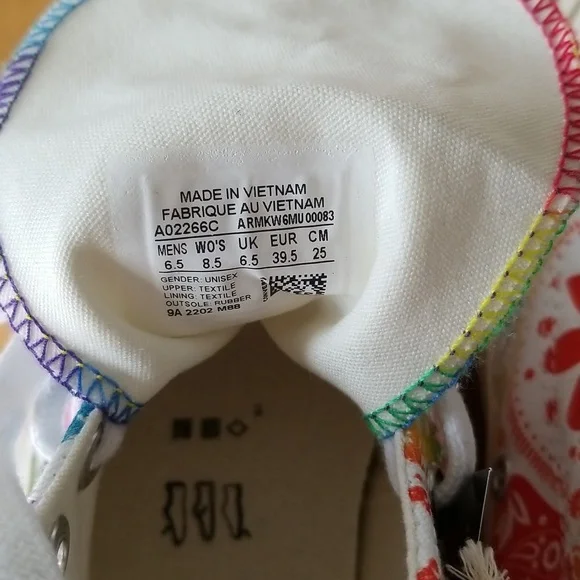 MADE IN VIETNAM
FABRIQUE AU VIETNAM
A02266C ARMKW6MU 00083
MENS WO'S UK EUR CM
6.5 8.5 6.5 39.5 25
GENDER: UNISEX
UPPER: TEXTILE
LINING: TEXTILE
OUTSOLE: RUBBER
9A 2202 M88